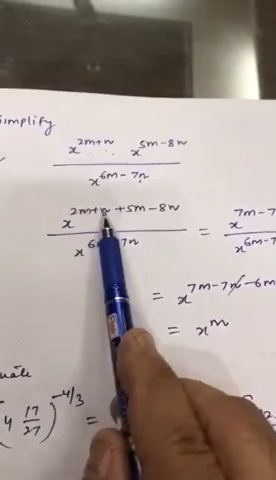 Simplify
x^{2m+n} x^{5m-8n}
x^{6m-7n}
x^{2m+n+5m-8n} = x^{7m-7
x^{6 7n} x^{6m-7
= x^{7m-7n-6m
= x^m
(4 17/27)^{-4/3} =